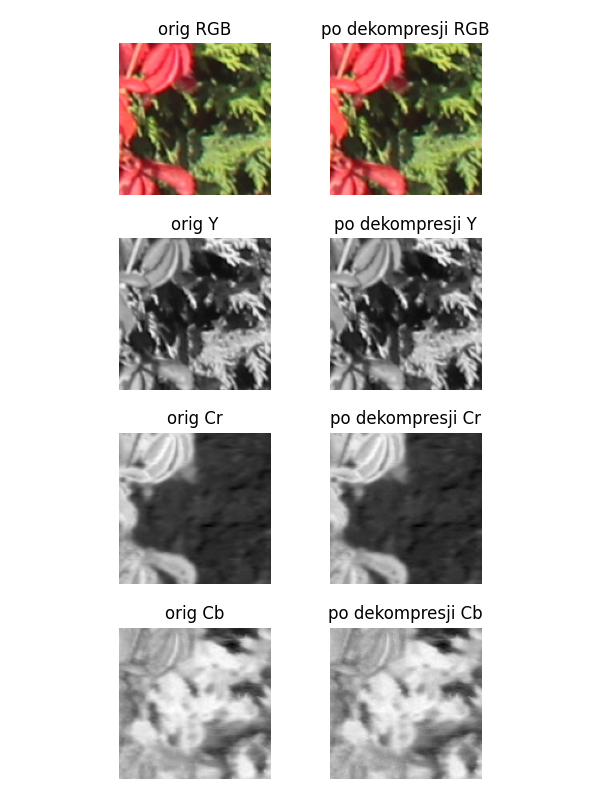 orig RGB
po dekompresji RGB
orig Y
po dekompresji Y
orig Cr
po dekompresji Cr
orig Cb
po dekompresji Cb